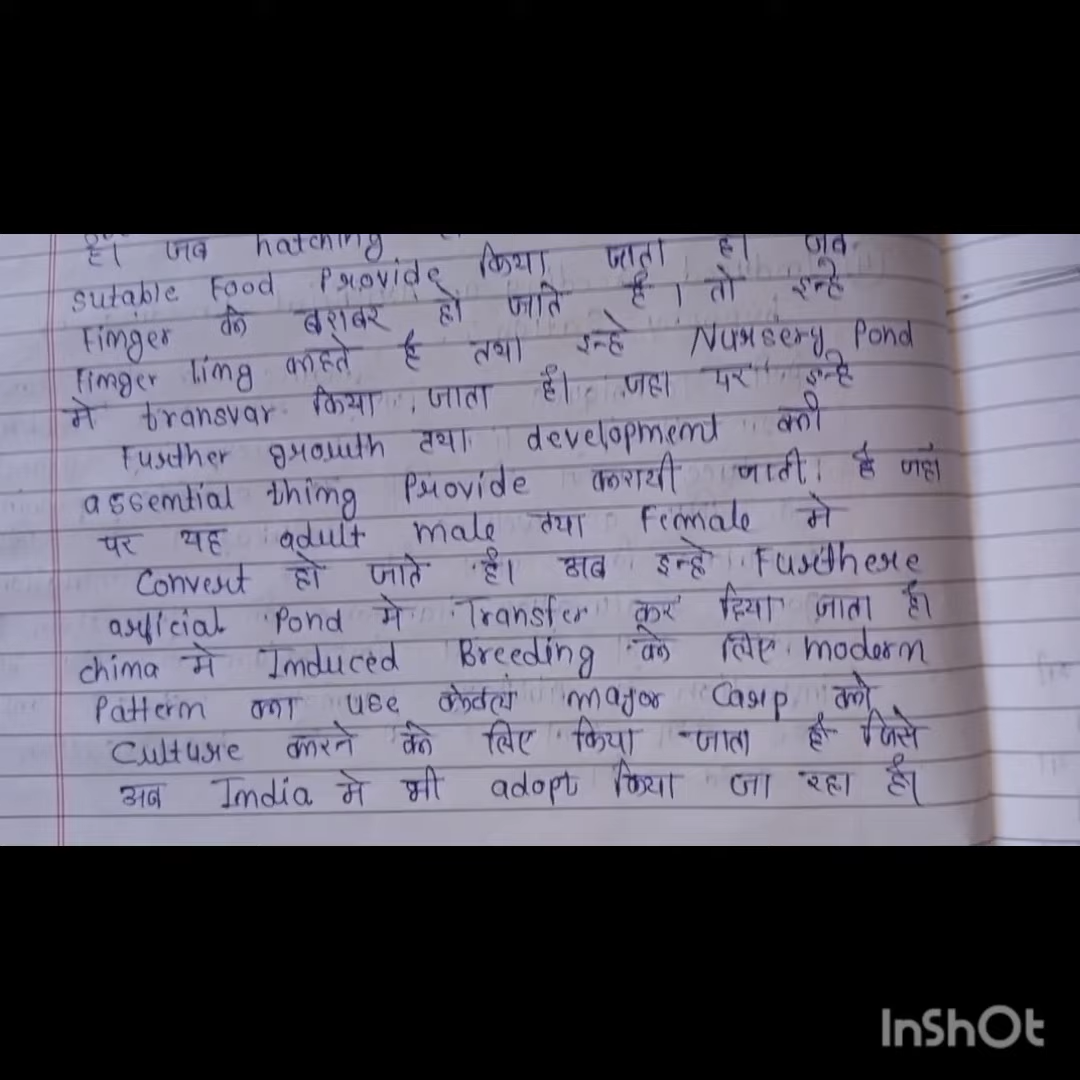 है। जब hatching
sutable Food Provide किया जाता है। जब
Finger के बराबर हो जाते है। तो इन्हे
Finger ling कहते है तथा इन्हे Nursery Pond
मे transvar किया जाता है। जहा पर इन्हे
Further growth तथा development की
assential thing Provide करायी जाती है जहाँ
पर यह adult male तथा Female मे
Convert हो जाते है। अब इन्हे Furthere
arficial Pond मे Transfer कर दिया जाता है।
china मे Induced Breeding के लिए modern
Pattern का use केवल major Carp को
Culture करने के लिए किया जाता है जिसे
अब India मे भी adopt किया जा रहा है।
InShOt